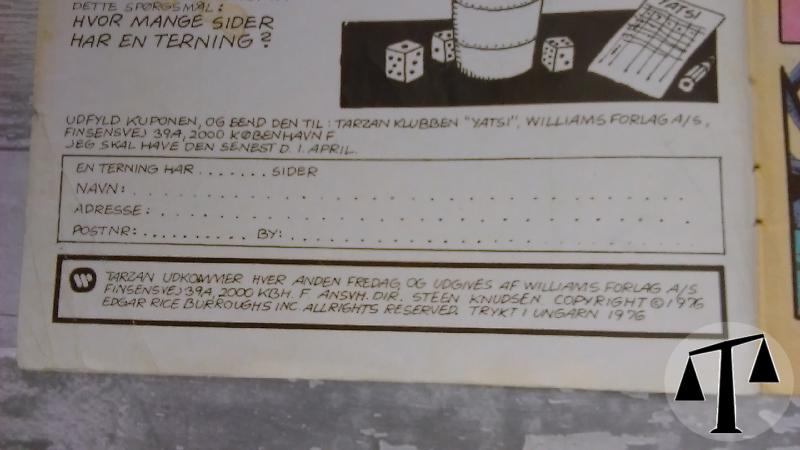 DETTE SPØRGSMÅL:
HVOR MANGE SIDER
HAR EN TERNING?
YATSI
UDFYLD KUPONEN, OG SEND DEN TIL: TARZAN KLUBBEN "YATSI", WILLIAMS FORLAG A/S,
FINSENSVEJ 39A, 2000 KØBENHAVN F
JEG SKAL HAVE DEN SENEST D. 1. APRIL.
EN TERNING HAR ....... SIDER
NAVN: . . . . . . . . . . . . . . . . . . . . . . . . . . . . . . . .
ADRESSE: . . . . . . . . . . . . . . . . . . . . . . . . . . . . . .
POSTNR: .......... BY: . . . . . . . . . . . . . . . . . . . . . . .
TARZAN UDKOMMER HVER ANDEN FREDAG OG UDGIVES AF WILLIAMS FORLAG A/S
FINSENSVEJ 39A, 2000 KBH. F. ANSVH. DIR. STEEN KNUDSEN. COPYRIGHT © 1976
EDGAR RICE BURROUGHS INC. ALL RIGHTS RESERVED. TRYKT I UNGARN 1976